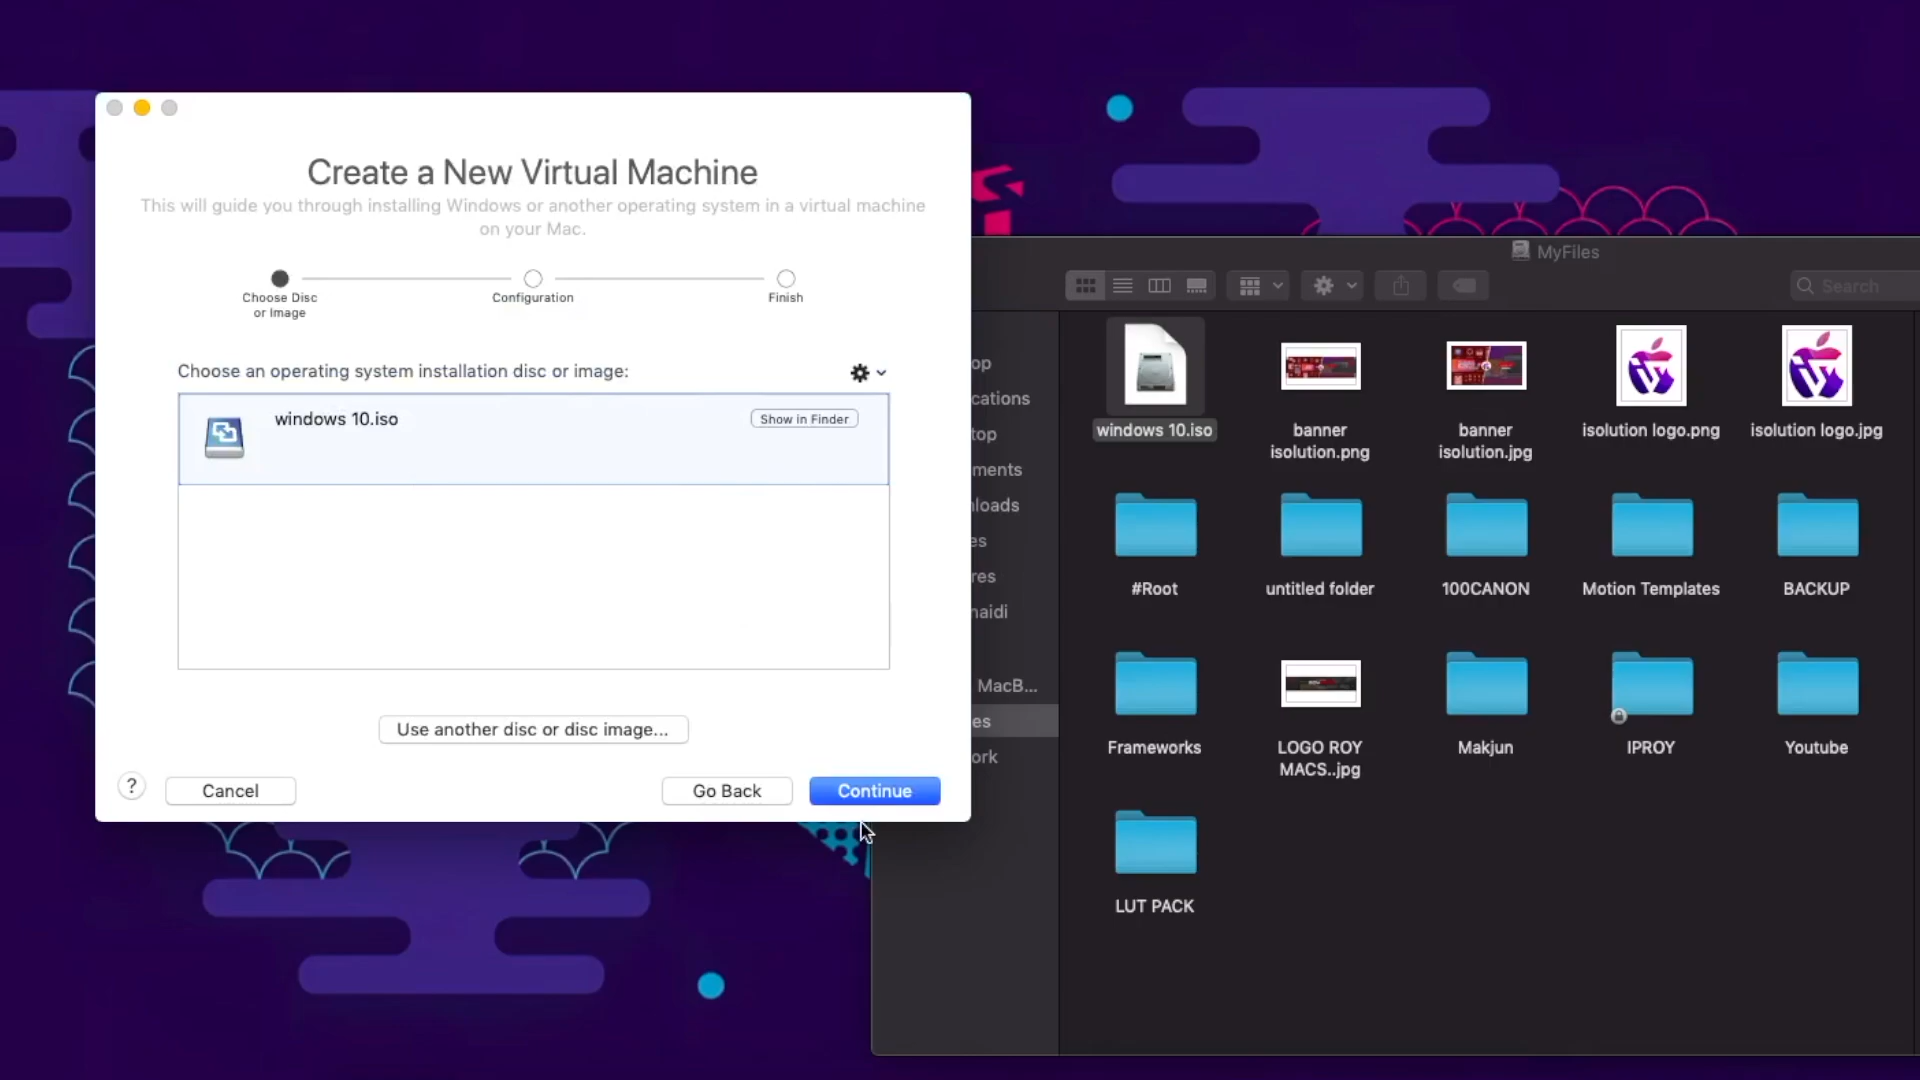 Create a New Virtual Machine
This will guide you through installing Windows or another operating system in a virtual machine
on your Mac.
Choose Disc
or Image
Configuration
Finish
Choose an operating system installation disc or image:
windows 10.iso
Show in Finder
Use another disc or disc image...
?
Cancel
Go Back
Continue
MyFiles
Search
op
cations
top
ments
nloads
es
res
naidi
MacB...
es
ork
windows 10.iso
banner
isolution.png
banner
isolution.jpg
isolution logo.png
isolution logo.jpg
#Root
untitled folder
100CANON
Motion Templates
BACKUP
Frameworks
LOGO ROY
MACS..jpg
Makjun
IPROY
Youtube
LUT PACK